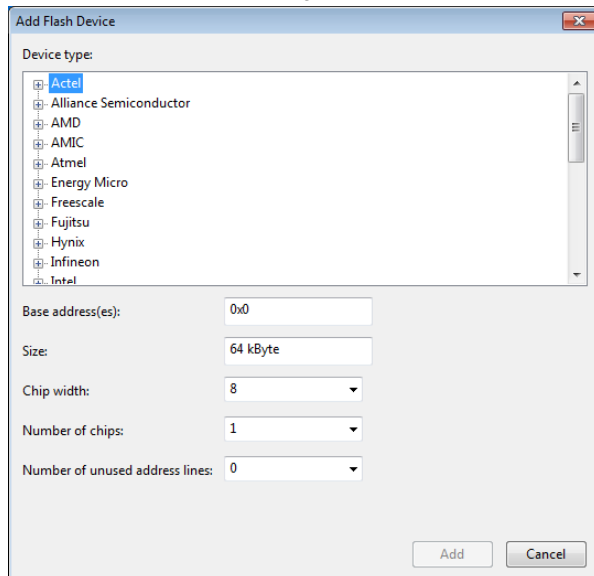 Add Flash Device
Device type:
Actel
Alliance Semiconductor
AMD
AMIC
Atmel
Energy Micro
Freescale
Fujitsu
Hynix
Infineon
Intel
Base address(es): 0x0
Size: 64 kByte
Chip width: 8
Number of chips: 1
Number of unused address lines: 0
Add Cancel